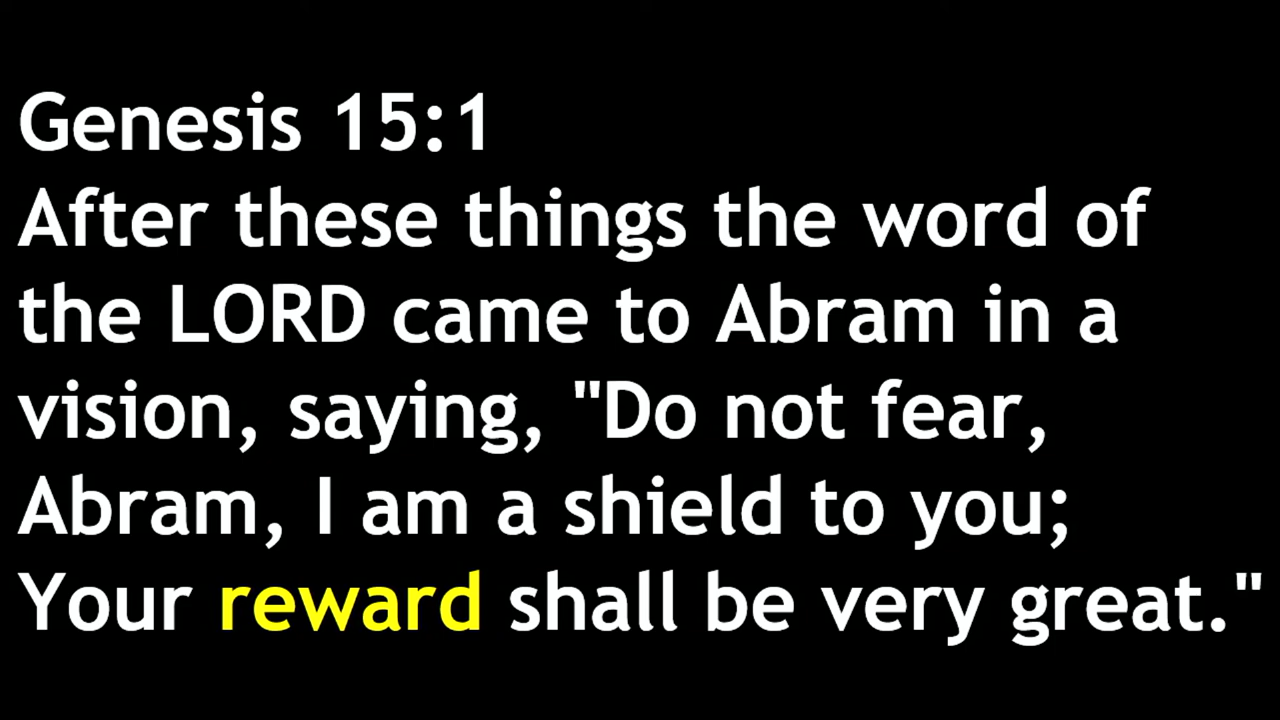 Genesis 15:1
After these things the word of
the LORD came to Abram in a
vision, saying, "Do not fear,
Abram, I am a shield to you;
Your reward shall be very great."